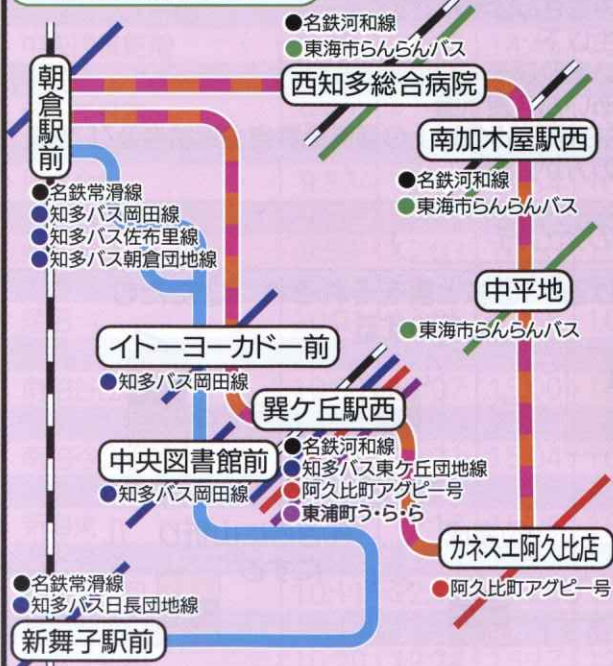 ●名鉄河和線
●東海市らんらんバス
朝倉駅前
西知多総合病院
南加木屋駅西
●名鉄河和線
●東海市らんらんバス
●名鉄常滑線
●知多バス岡田線
●知多バス佐布里線
●知多バス朝倉団地線
中平地
●東海市らんらんバス
イトーヨーカドー前
●知多バス岡田線
巽ケ丘駅西
●名鉄河和線
●知多バス東ケ丘団地線
●阿久比町アグピー号
●東浦町う・ら・ら
中央図書館前
●知多バス岡田線
カネスエ阿久比店
●阿久比町アグピー号
●名鉄常滑線
●知多バス日長団地線
新舞子駅前